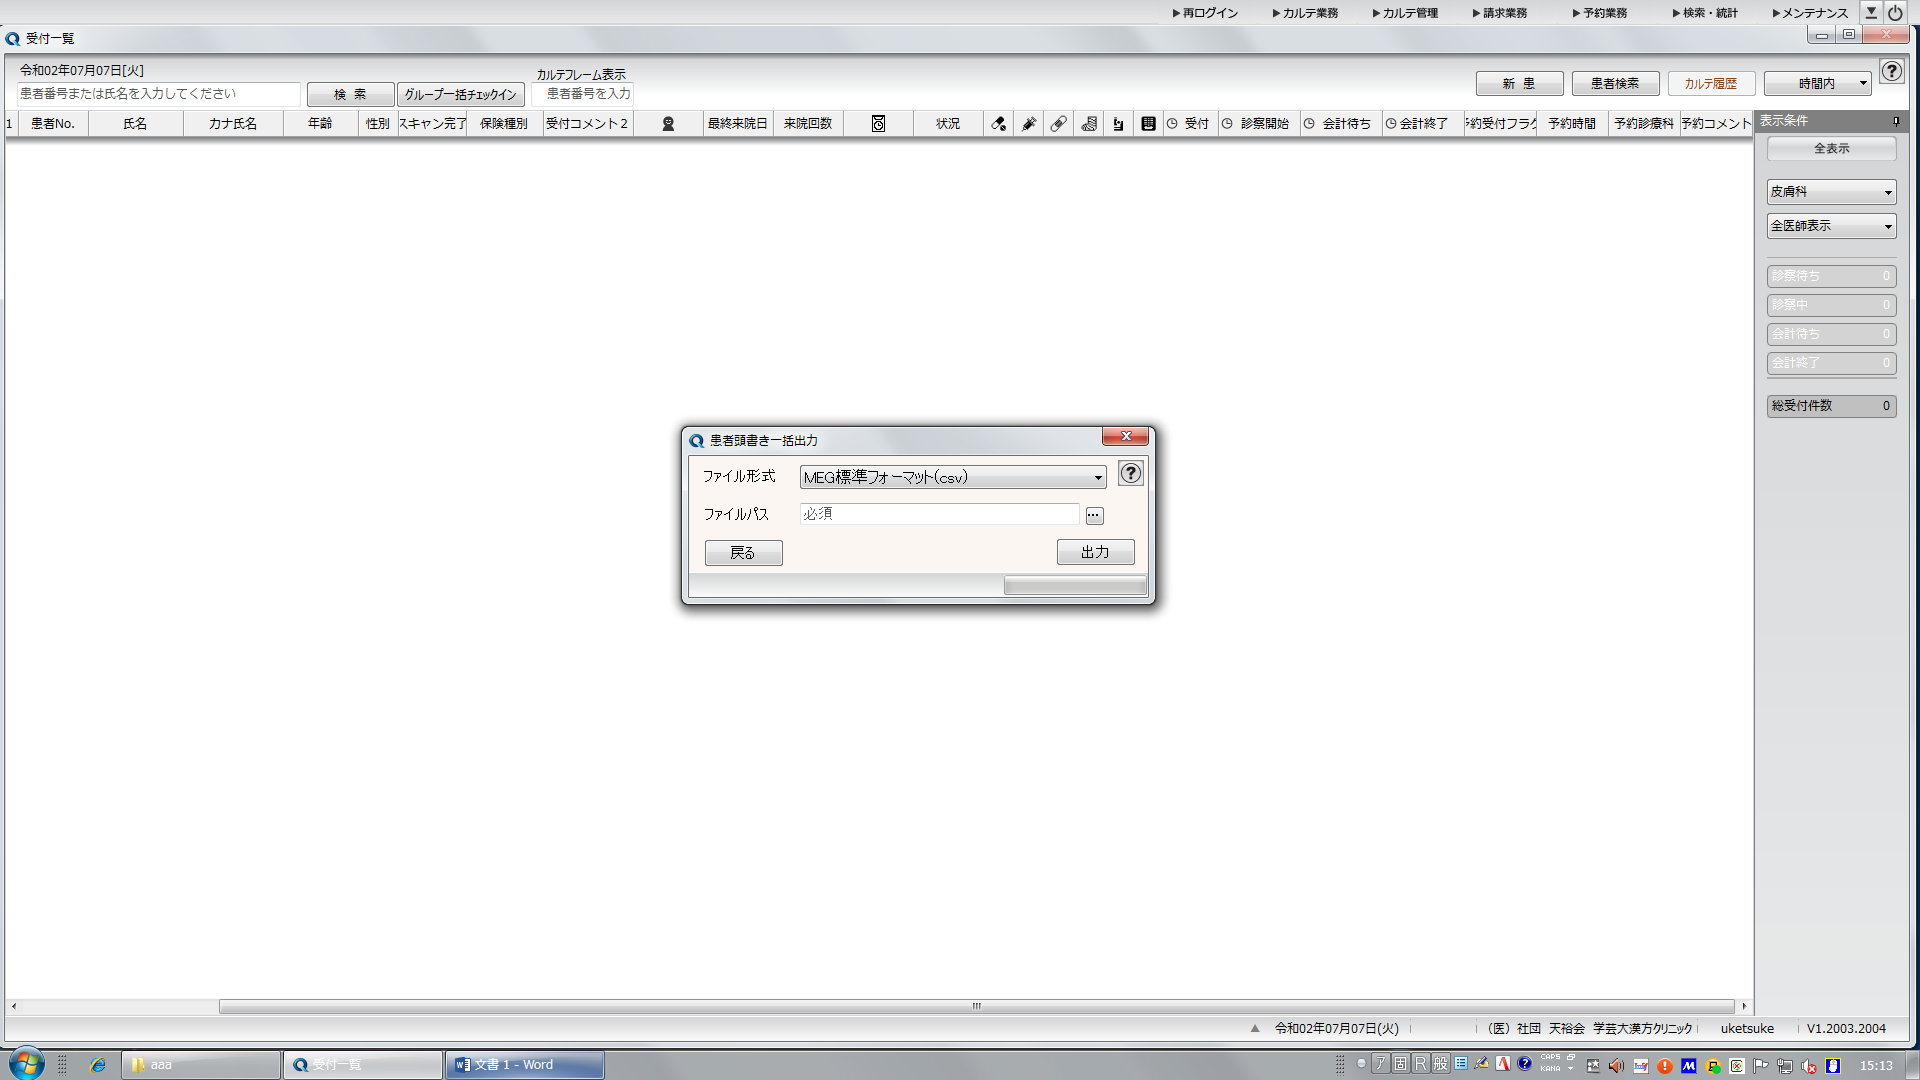 ▶再ログイン ▶カルテ業務 ▶カルテ管理 ▶請求業務 ▶予約業務 ▶検索・統計 ▶メンテナンス
受付一覧
令和02年07月07日[火]
カルテフレーム表示
患者番号または氏名を入力してください 検 索 グループ一括チェックイン 患者番号を入力
新 患 患者検索 カルテ履歴 時間内
1 患者No. 氏名 カナ氏名 年齢 性別 スキャン完了 保険種別 受付コメント2 最終来院日 来院回数 状況 受付 診察開始 会計待ち 会計終了 予約受付フラグ 予約時間 予約診療科 予約コメント
表示条件
全表示
皮膚科
全医師表示
診察待ち 0
診察中 0
会計待ち 0
会計終了 0
総受付件数 0
患者頭書き一括出力
ファイル形式 MEG標準フォーマット(csv)
ファイルパス 必須 ...
戻る 出力
令和02年07月07日(火) （医）社団 天裕会 学芸大漢方クリニック uketsuke V1.2003.2004
aaa 受付一覧 文書 1 - Word
ア 固 R 般 CAPS KANA 15:13